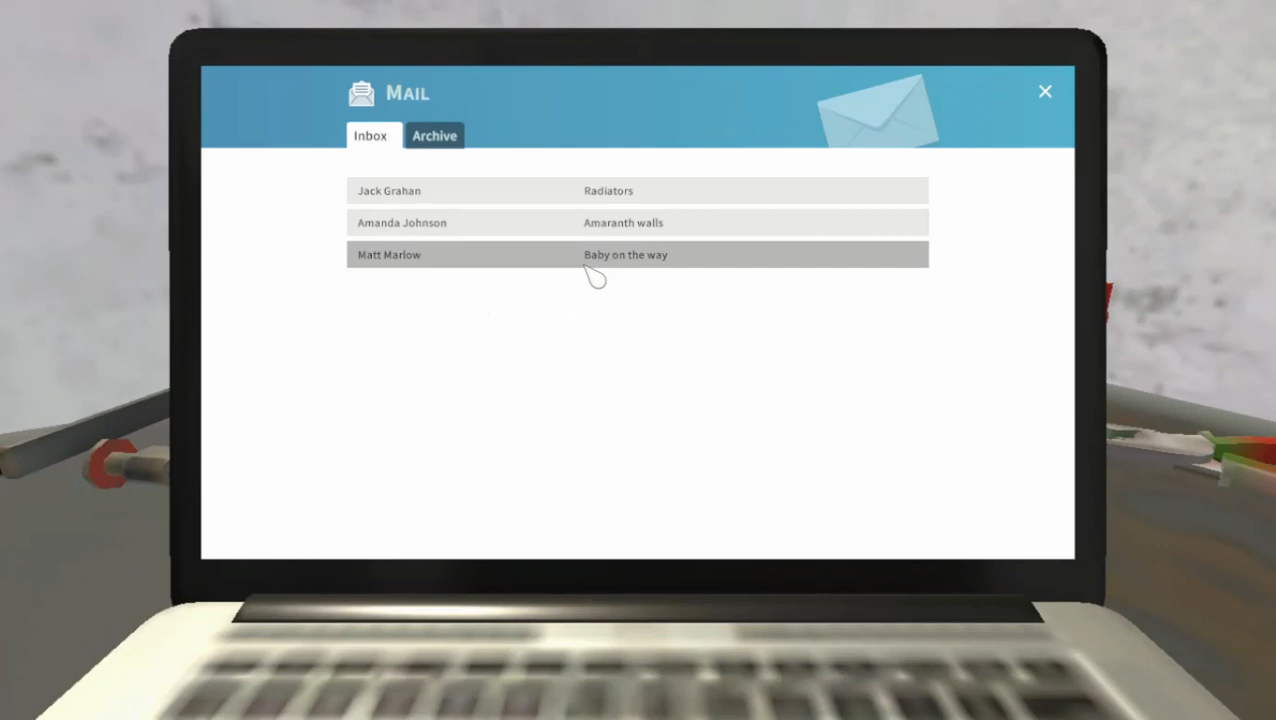 MAIL
Inbox Archive
Jack Grahan Radiators
Amanda Johnson Amaranth walls
Matt Marlow Baby on the way